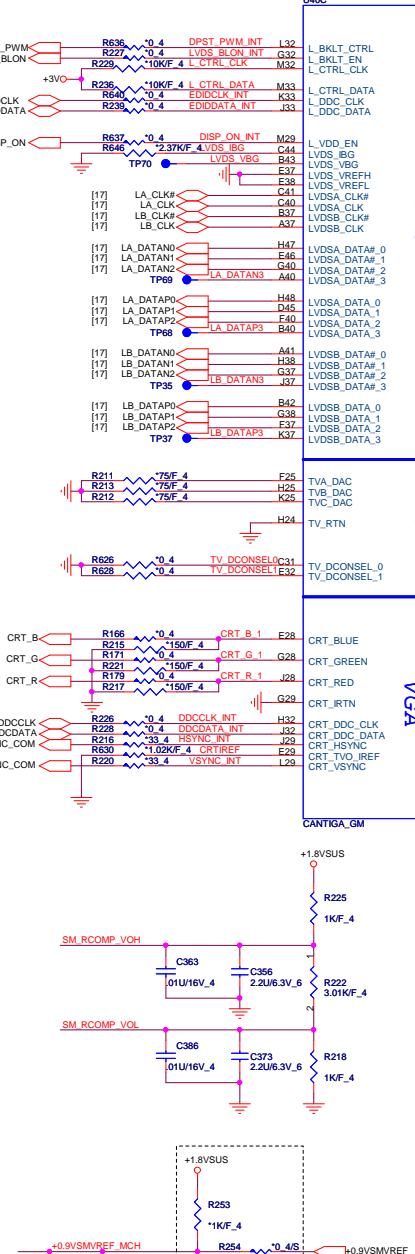 U40C
_PWM R636 *0_4 DPST_PWM_INT L32 L_BKLT_CTRL
_BLON R227 *0_4 LVDS_BLON_INT G32 L_BKLT_EN
R229 *10K/F_4 L_CTRL_CLK M32 L_CTRL_CLK
+3V
R236 *10K/F_4 L_CTRL_DATA M33 L_CTRL_DATA
CLK R640 *0_4 EDIDCLK_INT K33 L_DDC_CLK
DATA R239 *0_4 EDIDDATA_INT J33 L_DDC_DATA
P_ON R637 *0_4 DISP_ON_INT M29 L_VDD_EN
R646 *2.37K/F_4 LVDS_IBG C44 LVDS_IBG
TP70 LVDS_VBG B43 LVDS_VBG
E37 LVDS_VREFH
E38 LVDS_VREFL
[17] LA_CLK# C41 LVDSA_CLK#
[17] LA_CLK C40 LVDSA_CLK
[17] LB_CLK# B37 LVDSB_CLK#
[17] LB_CLK A37 LVDSB_CLK
[17] LA_DATAN0 H47 LVDSA_DATA#_0
[17] LA_DATAN1 E46 LVDSA_DATA#_1
[17] LA_DATAN2 G40 LVDSA_DATA#_2
TP69 LA_DATAN3 A40 LVDSA_DATA#_3
[17] LA_DATAP0 H48 LVDSA_DATA_0
[17] LA_DATAP1 D45 LVDSA_DATA_1
[17] LA_DATAP2 F40 LVDSA_DATA_2
TP68 LA_DATAP3 B40 LVDSA_DATA_3
[17] LB_DATAN0 A41 LVDSB_DATA#_0
[17] LB_DATAN1 H38 LVDSB_DATA#_1
[17] LB_DATAN2 G37 LVDSB_DATA#_2
TP35 LB_DATAN3 J37 LVDSB_DATA#_3
[17] LB_DATAP0 B42 LVDSB_DATA_0
[17] LB_DATAP1 G38 LVDSB_DATA_1
[17] LB_DATAP2 F37 LVDSB_DATA_2
TP37 LB_DATAP3 K37 LVDSB_DATA_3
R211 *75/F_4 F25 TVA_DAC
R213 *75/F_4 H25 TVB_DAC
R212 *75/F_4 K25 TVC_DAC
H24 TV_RTN
R626 *0_4 TV_DCONSEL0 C31 TV_DCONSEL_0
R628 *0_4 TV_DCONSEL1 E32 TV_DCONSEL_1
CRT_B R166 *0_4 CRT_B_1 E28 CRT_BLUE
R215 *150/F_4
CRT_G R171 *0_4 CRT_G_1 G28 CRT_GREEN
R221 *150/F_4
CRT_R R179 *0_4 CRT_R_1 J28 CRT_RED
R217 *150/F_4
G29 CRT_IRTN
VGA
DDCCLK R226 *0_4 DDCCLK_INT H32 CRT_DDC_CLK
DCDATA R228 *0_4 DDCDATA_INT J32 CRT_DDC_DATA
NC_COM R216 *33_4 HSYNC_INT J29 CRT_HSYNC
R630 *1.02K/F_4 CRTIREF E29 CRT_TVO_IREF
NC_COM R220 *33_4 VSYNC_INT L29 CRT_VSYNC
CANTIGA_GM
+1.8VSUS
R225
1K/F_4
SM_RCOMP_VOH
1
C363 C356 R222
.01U/16V_4 2.2U/6.3V_6 3.01K/F_4
2
SM_RCOMP_VOL
C386 C373 R218
.01U/16V_4 2.2U/6.3V_6 1K/F_4
+1.8VSUS
R253
*1K/F_4
+0.9VSMVREF_MCH R254 *0_4/S +0.9VSMVREF